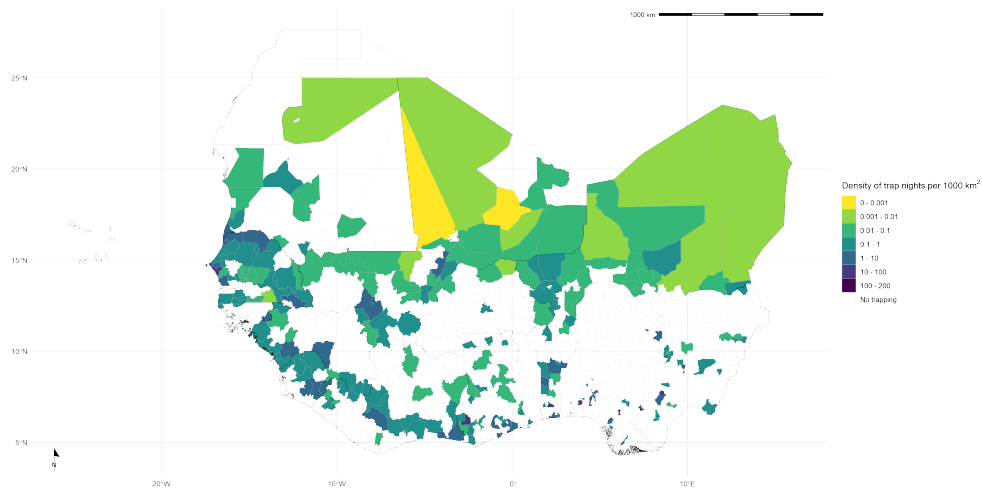 1000 km
25°N
20°N
15°N
10°N
5°N
N
20°W
10°W
0°
10°E
Density of trap nights per 1000 km²
0 - 0.001
0.001 - 0.01
0.01 - 0.1
0.1 - 1
1 - 10
10 - 100
100 - 200
No trapping